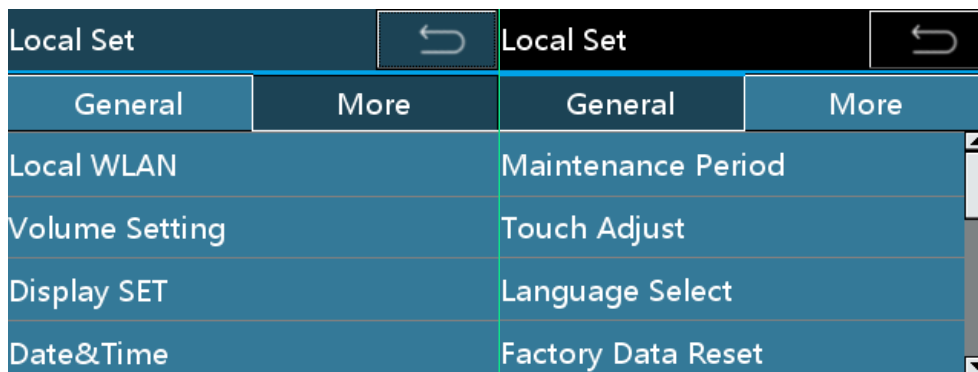 Local Set
General More
Local WLAN
Volume Setting
Display SET
Date&Time
Local Set
General More
Maintenance Period
Touch Adjust
Language Select
Factory Data Reset